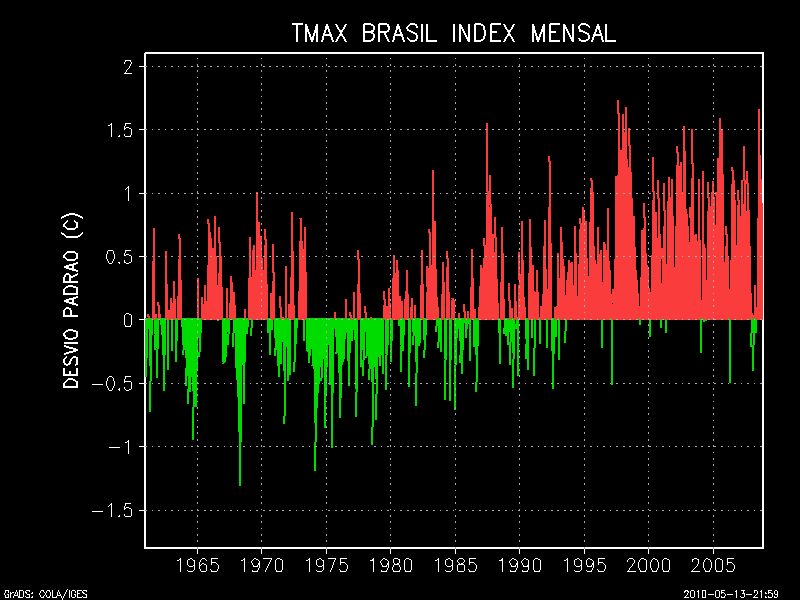 TMAX BRASIL INDEX MENSAL
DESVIO PADRAO (C)
2
1.5
1
0.5
0
−0.5
−1
−1.5
1965 1970 1975 1980 1985 1990 1995 2000 2005
GrADS: COLA/IGES
2010-05-13-21:59